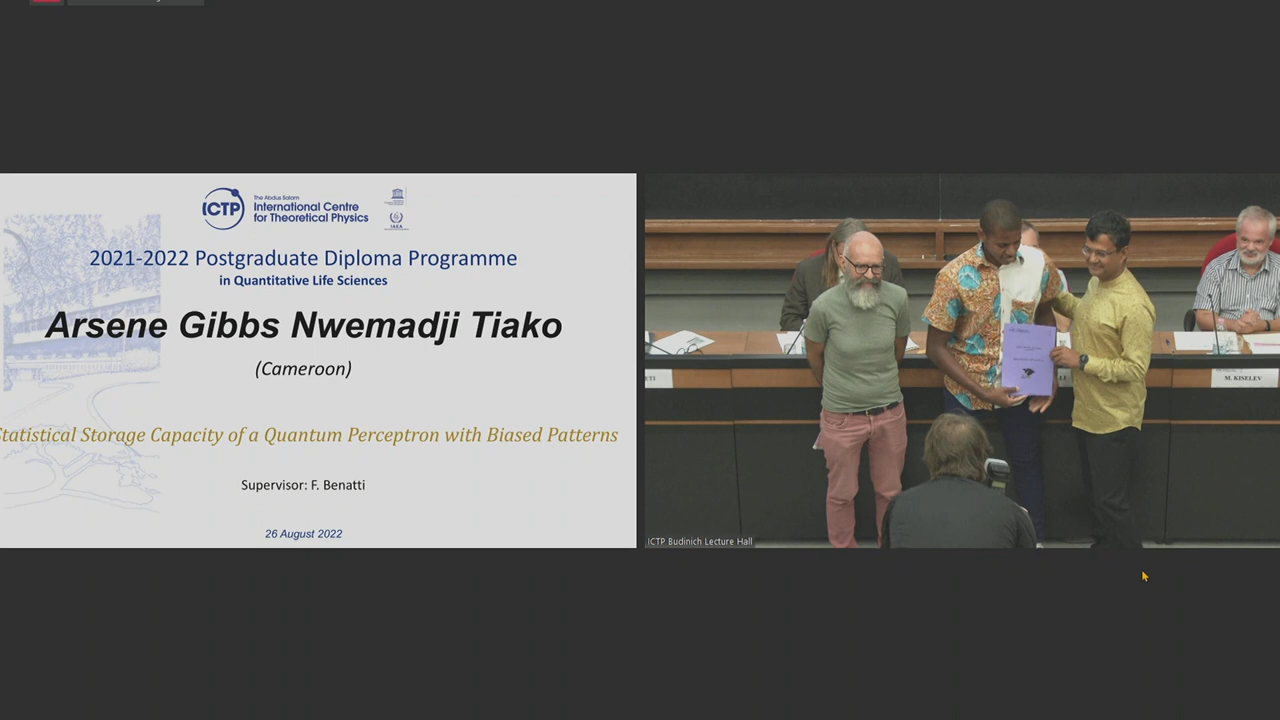 ICTP
The Abdus Salam
International Centre
for Theoretical Physics
IAEA
2021-2022 Postgraduate Diploma Programme
in Quantitative Life Sciences
Arsene Gibbs Nwemadji Tiako
(Cameroon)
Statistical Storage Capacity of a Quantum Perceptron with Biased Patterns
Supervisor: F. Benatti
26 August 2022
M. KISELEV
ICTP Budinich Lecture Hall